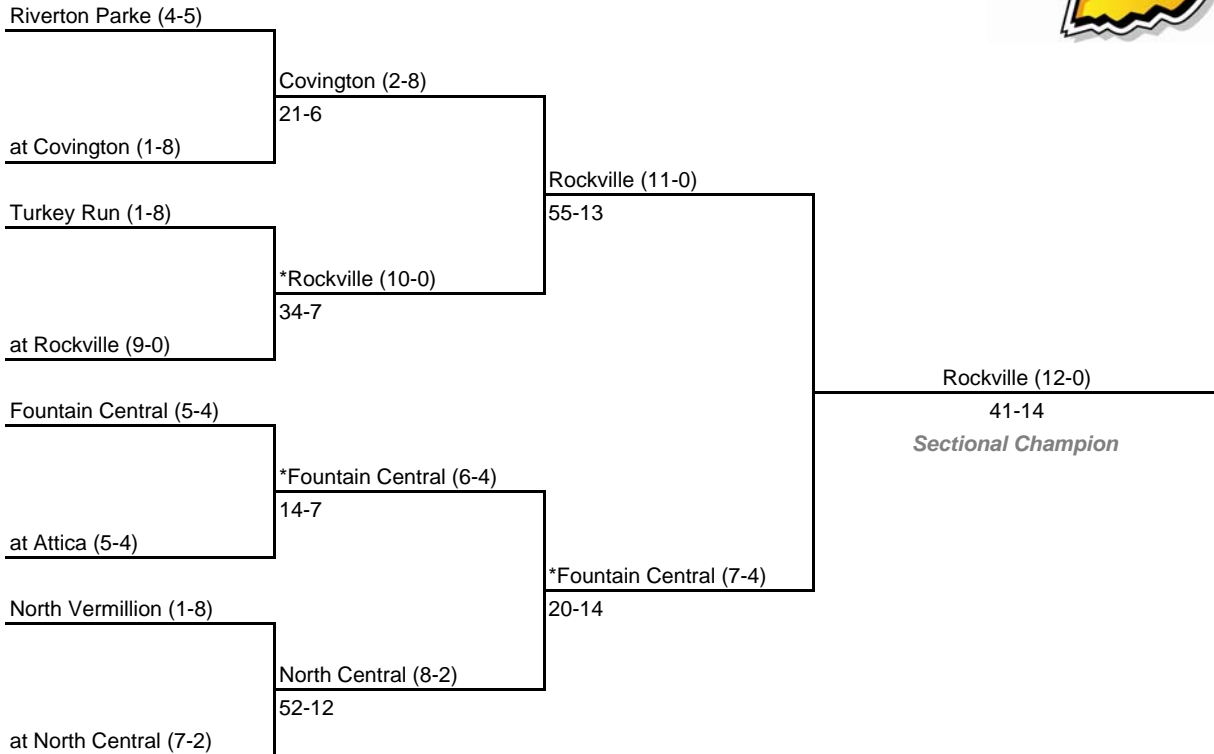 Riverton Parke (4-5)
Covington (2-8)
21-6
at Covington (1-8)
Rockville (11-0)
55-13
Turkey Run (1-8)
*Rockville (10-0)
34-7
at Rockville (9-0)
Rockville (12-0)
41-14
Sectional Champion
Fountain Central (5-4)
*Fountain Central (6-4)
14-7
at Attica (5-4)
*Fountain Central (7-4)
20-14
North Vermillion (1-8)
North Central (8-2)
52-12
at North Central (7-2)